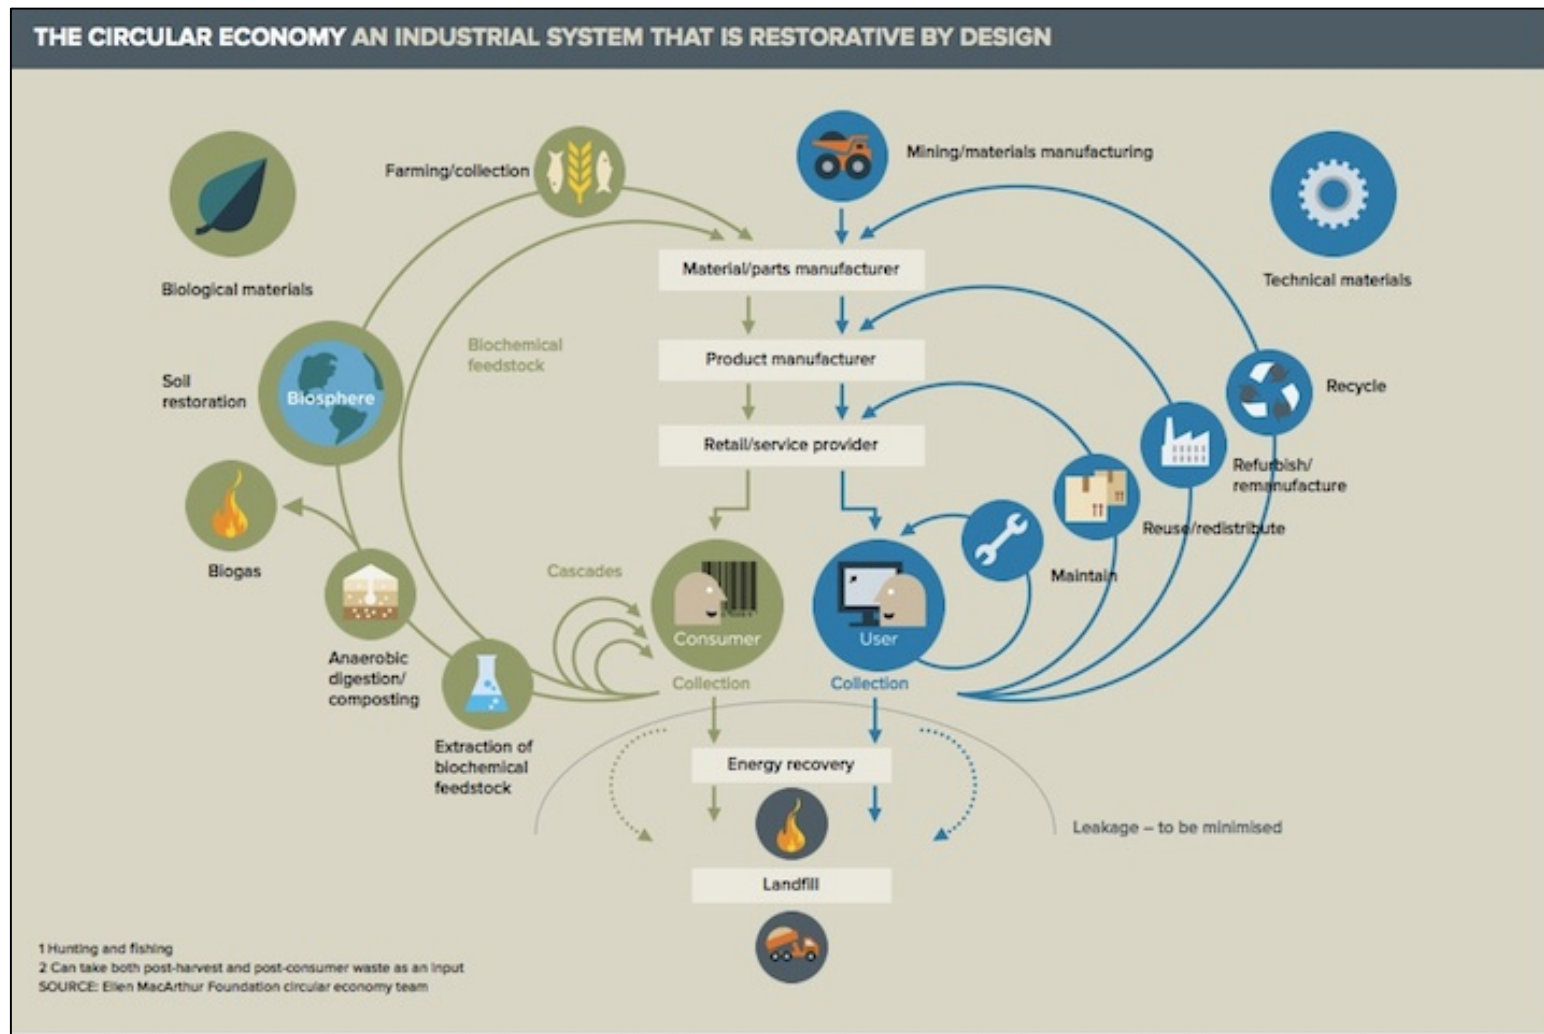 THE CIRCULAR ECONOMY AN INDUSTRIAL SYSTEM THAT IS RESTORATIVE BY DESIGN
Farming/collection
Mining/materials manufacturing
Biological materials
Technical materials
Material/parts manufacturer
Biochemical
feedstock
Product manufacturer
Soil
restoration
Biosphere
Recycle
Retail/service provider
Refurbish/
remanufacture
Reuse/redistribute
Biogas
Cascades
Maintain
Consumer
User
Anaerobic
digestion/
composting
Collection
Collection
Extraction of
biochemical
feedstock
Energy recovery
Leakage – to be minimised
Landfill
1 Hunting and fishing
2 Can take both post-harvest and post-consumer waste as an input
SOURCE: Ellen MacArthur Foundation circular economy team